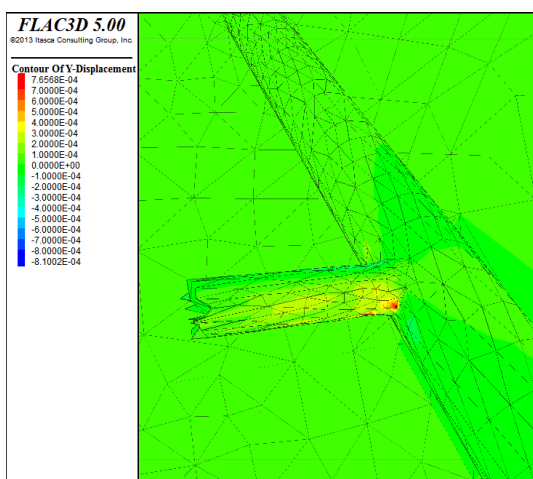 FLAC3D 5.00
©2013 Itasca Consulting Group, Inc.
Contour Of Y-Displacement
7.6568E-04
7.0000E-04
6.0000E-04
5.0000E-04
4.0000E-04
3.0000E-04
2.0000E-04
1.0000E-04
0.0000E+00
-1.0000E-04
-2.0000E-04
-3.0000E-04
-4.0000E-04
-5.0000E-04
-6.0000E-04
-7.0000E-04
-8.0000E-04
-8.1002E-04